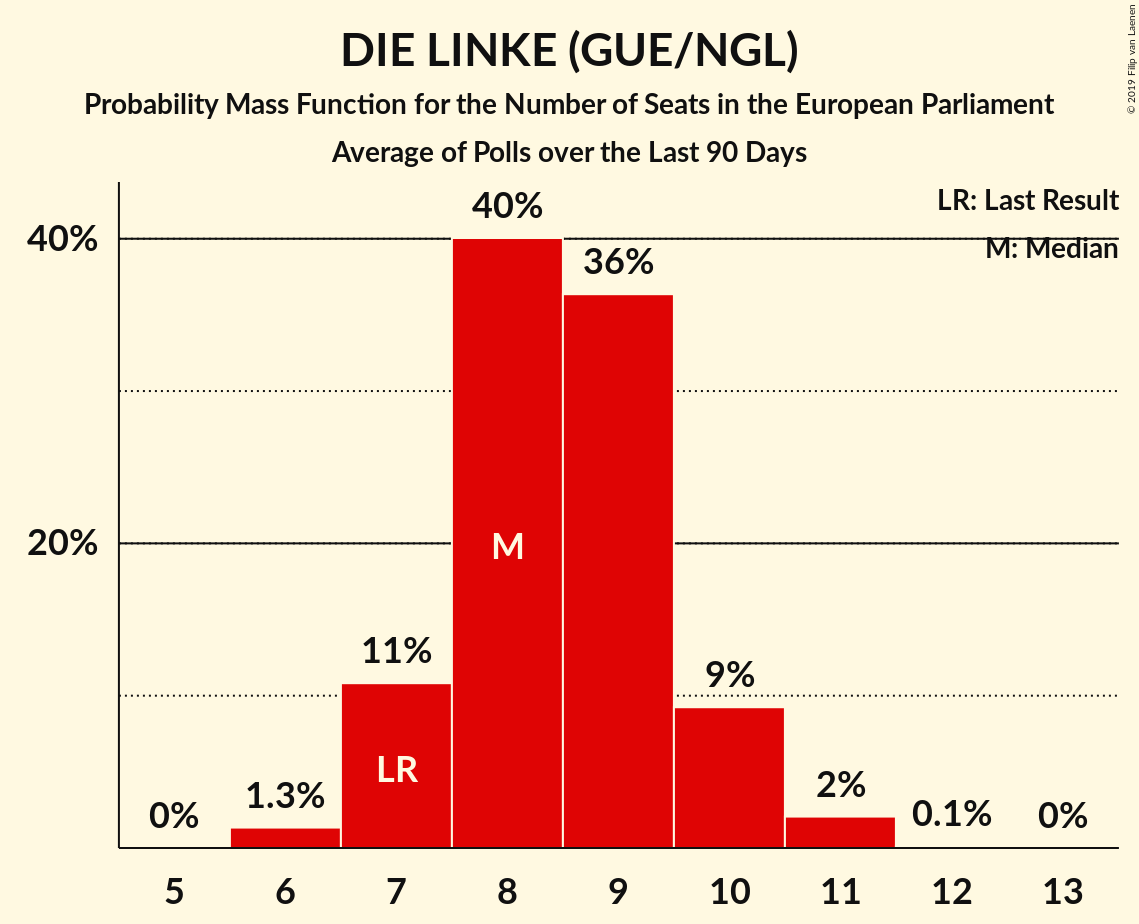 DIE LINKE (GUE/NGL)
Probability Mass Function for the Number of Seats in the European Parliament
Average of Polls over the Last 90 Days
© 2019 Filip van Laenen
LR: Last Result
M: Median
40%
20%
0%
1.3%
11%
40%
36%
9%
2%
0.1%
0%
LR
M
5 6 7 8 9 10 11 12 13